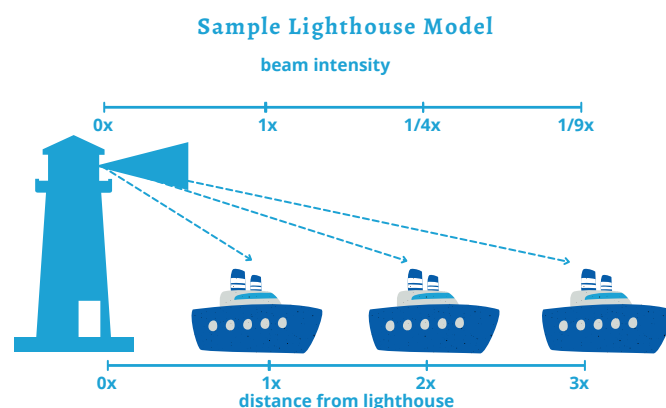 Sample Lighthouse Model
beam intensity
0x 1x 1/4x 1/9x
0x 1x 2x 3x
distance from lighthouse